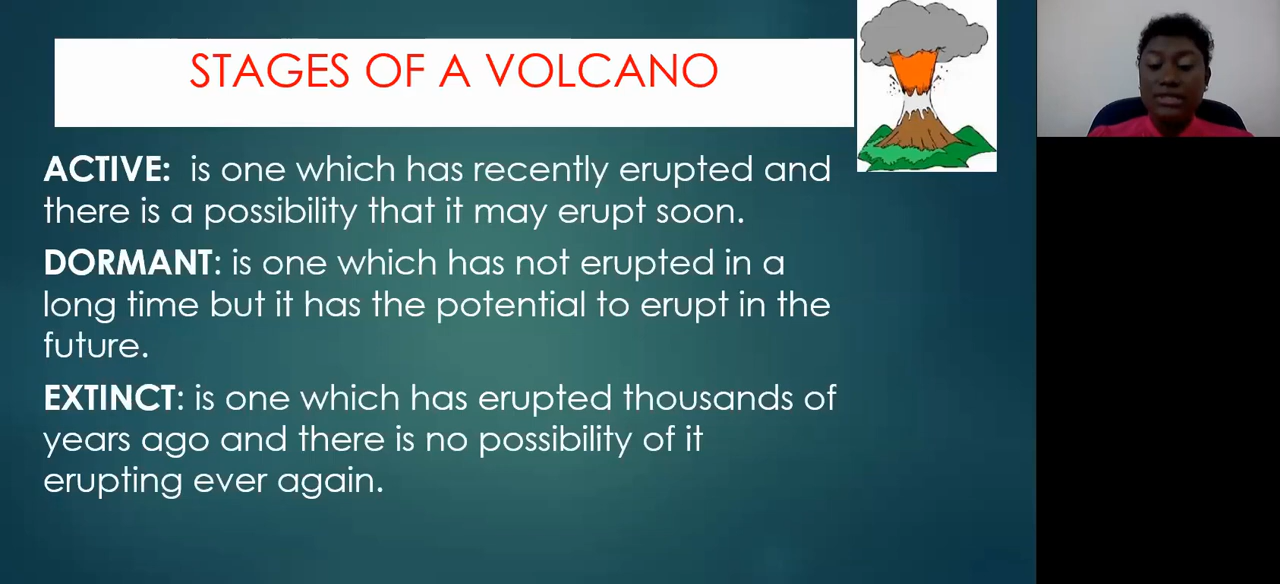 STAGES OF A VOLCANO
ACTIVE: is one which has recently erupted and
there is a possibility that it may erupt soon.
DORMANT: is one which has not erupted in a
long time but it has the potential to erupt in the
future.
EXTINCT: is one which has erupted thousands of
years ago and there is no possibility of it
erupting ever again.